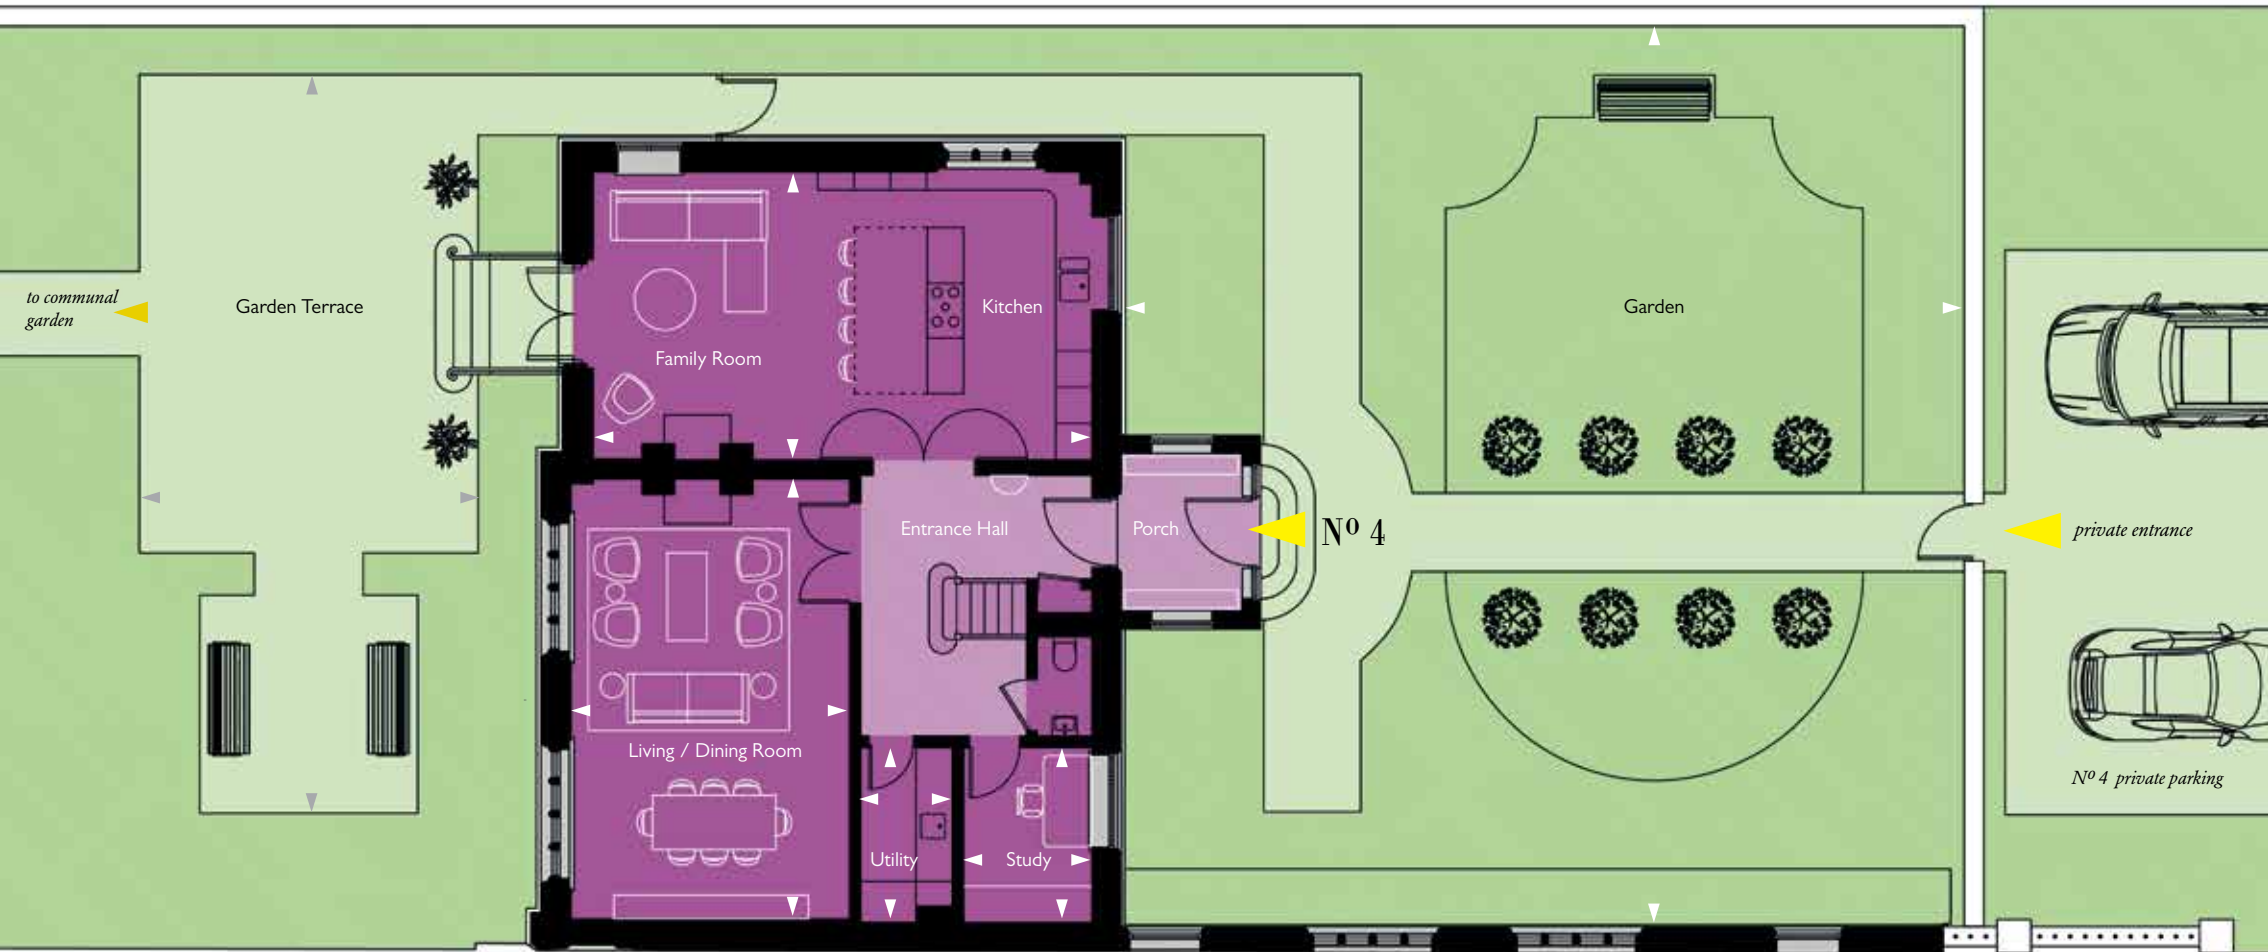 to communal
garden
Garden Terrace
Family Room
Kitchen
Garden
Entrance Hall
Porch
Nº 4
private entrance
Living / Dining Room
Utility
Study
Nº 4 private parking